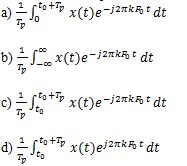 a) \frac{1}{T_p}\int_0^{t_0+T_p} x(t)e^{-j2\pi kF_0 t} dt
b) \frac{1}{T_p}\int_{-\infty}^{\infty} x(t)e^{-j2\pi kF_0 t} dt
c) \frac{1}{T_p}\int_{t_0}^{t_0+T_p} x(t)e^{-j2\pi kF_0 t} dt
d) \frac{1}{T_p}\int_{t_0}^{t_0+T_p} x(t)e^{j2\pi kF_0 t} dt